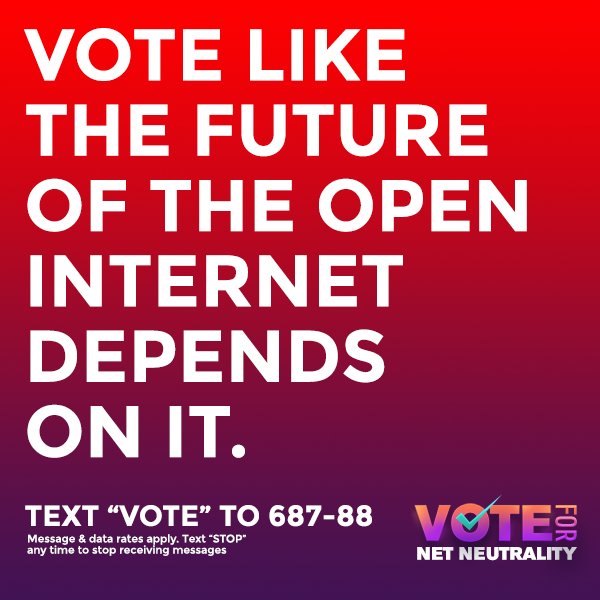 VOTE LIKE
THE FUTURE
OF THE OPEN
INTERNET
DEPENDS
ON IT.
TEXT “VOTE” TO 687-88
Message & data rates apply. Text “STOP”
any time to stop receiving messages
VOTE FOR
NET NEUTRALITY